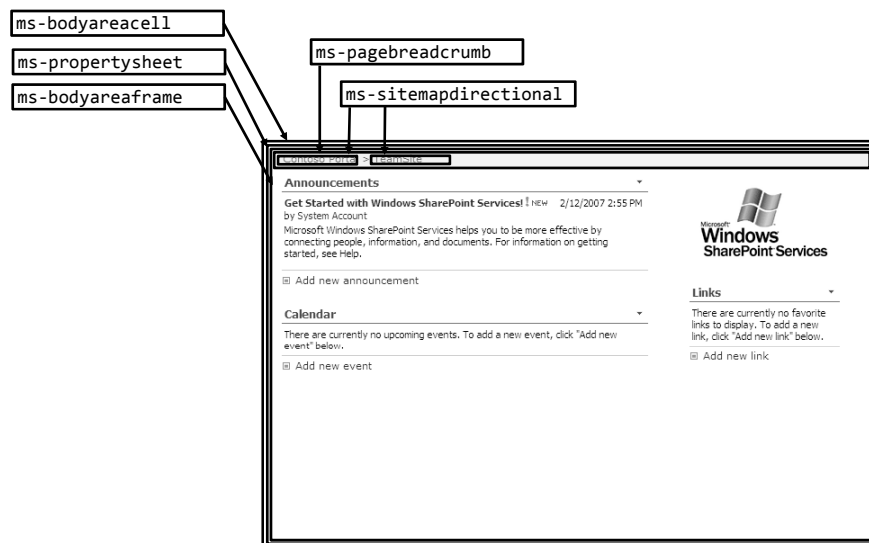 ms-bodyareacell
ms-pagebreadcrumb
ms-propertysheet
ms-sitemapdirectional
ms-bodyareaframe
Contoso Portal > TeamSite
Announcements
Get Started with Windows SharePoint Services! ! NEW 2/12/2007 2:55 PM
by System Account
Microsoft Windows SharePoint Services helps you to be more effective by
connecting people, information, and documents. For information on getting
started, see Help.
Add new announcement
Calendar
There are currently no upcoming events. To add a new event, click "Add new
event" below.
Add new event
Microsoft
Windows
SharePoint Services
Links
There are currently no favorite
links to display. To add a new
link, click "Add new link" below.
Add new link